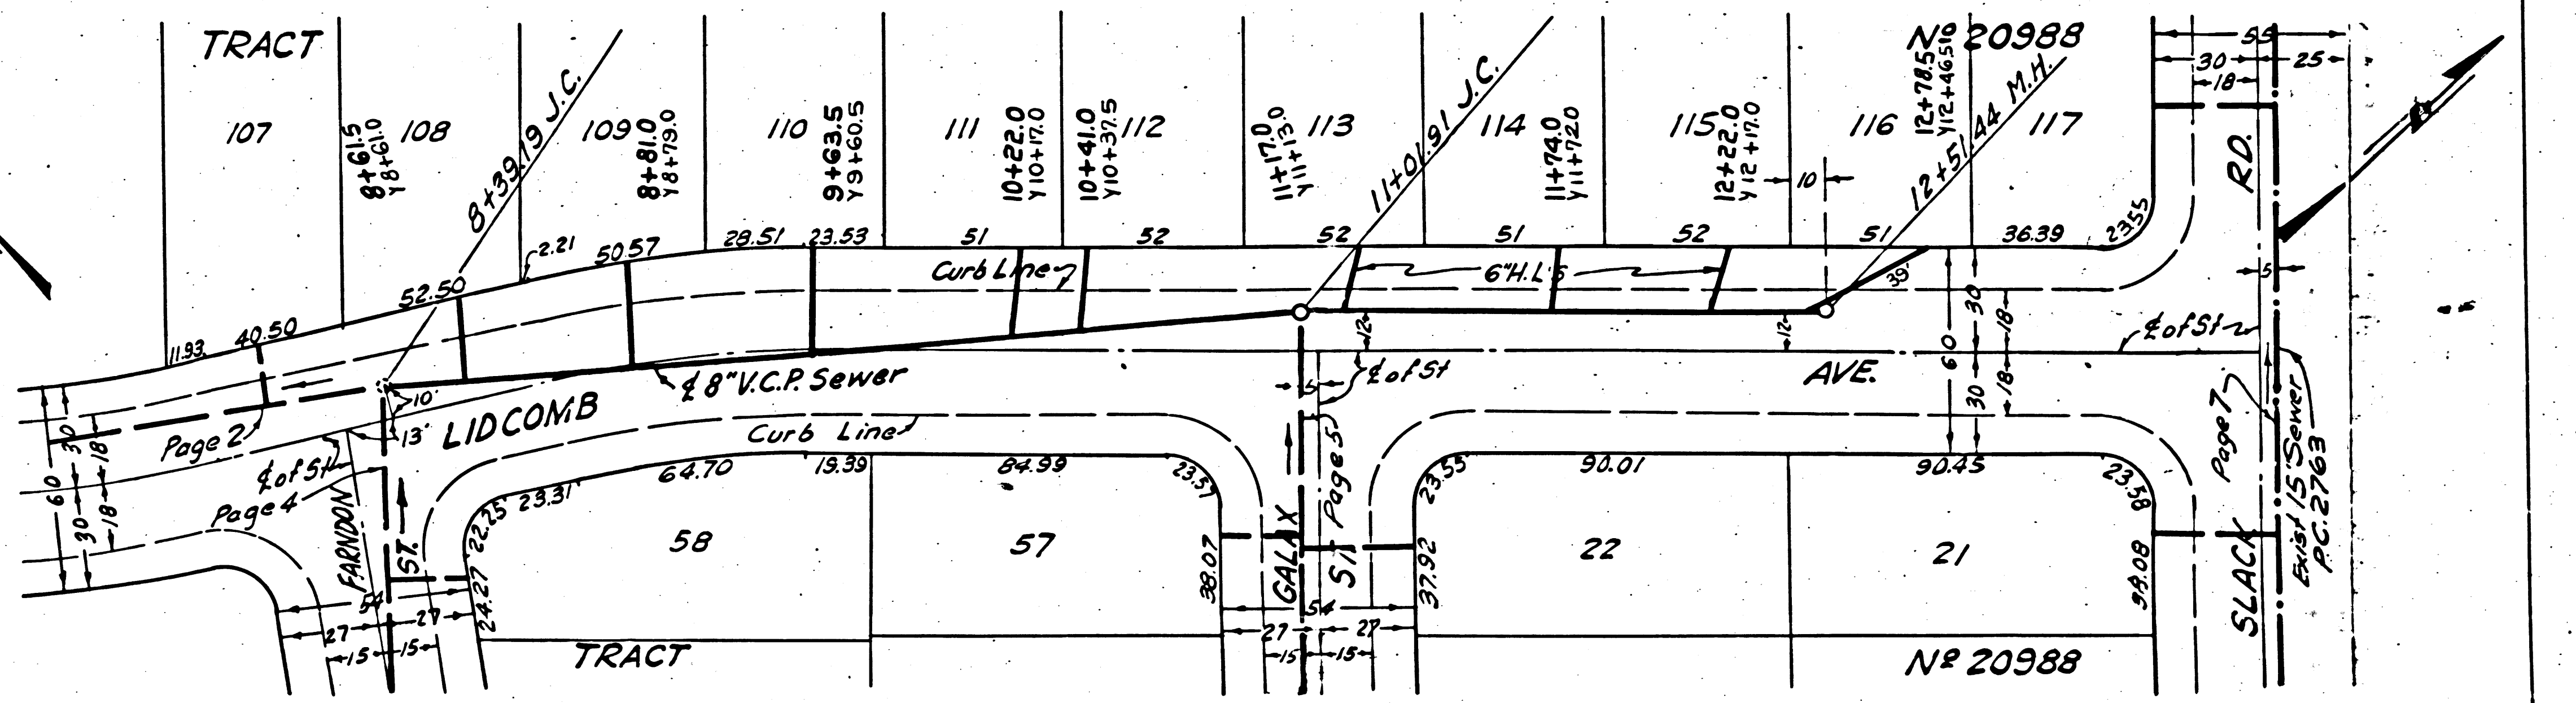 TRACT
Nº 20988
107
108
109
110
111
112
113
114
115
116
117
8+61.5
Y8+61.0
8+39.19 J.C.
8+81.0
Y8+79.0
9+63.5
Y9+60.5
10+22.0
Y10+17.0
10+41.0
Y10+37.5
11+17.0
Y11+13.0
11+01.91 J.C.
11+74.0
Y11+72.0
12+22.0
Y12+17.0
10
12+78.5
Y12+46.510
12+51.44 M.H.
55
30
25
18
RD.
11.93
40.50
52.50
2.21
50.57
28.51
23.53
51
52
52
51
52
51
36.39
23.55
Curb Line
6"H.L's
39'
5
12
12
60
30
30
18
18
₵ of St
₵ 8" V.C.P. Sewer
LIDCOMB
AVE.
10'
13'
₵ of St
5
Page 2
₵ of St
Page 4
60
30
30
18
18
Curb Line
64.70
19.39
84.99
23.57
23.55
90.01
90.45
23.58
23.31
22.25
24.27
58
57
22
21
38.07
37.92
38.08
FARNDON
ST.
GALAX
ST.
Page 5
Page 7
SLACK
Exist 15" Sewer
P.C. 2763
54
27
27
15
15
54
27
27
15
15
TRACT
Nº 20988